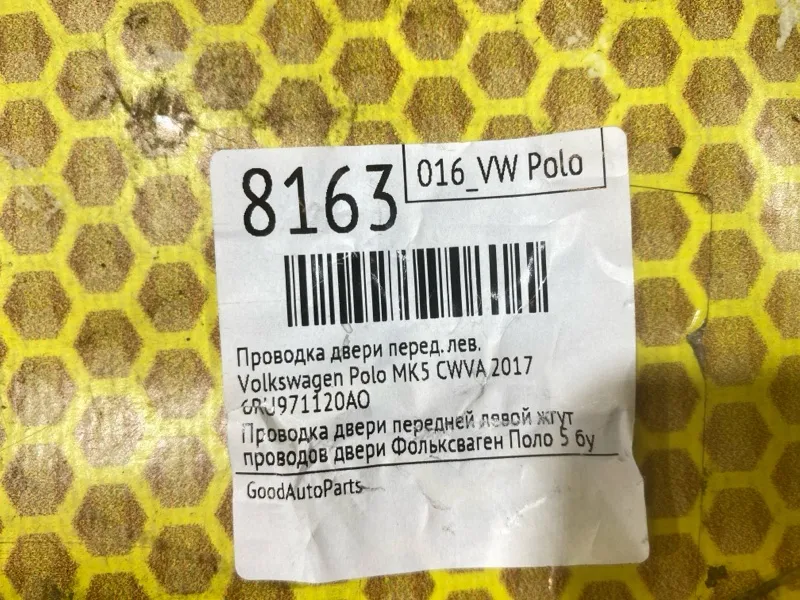 8163
016_VW Polo
Проводка двери перед. лев.
Volkswagen Polo MK5 CWVA 2017
6RU971120AO
Проводка двери передней левой жгут
проводов двери Фольксваген Поло 5 бу
GoodAutoParts